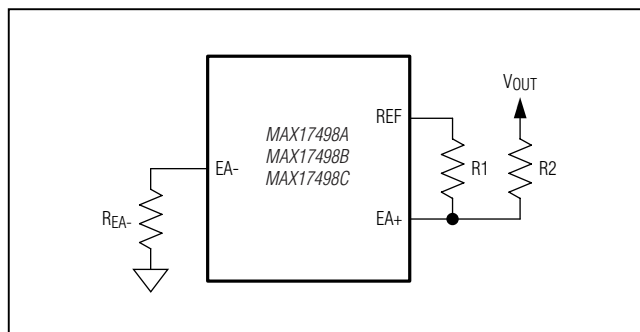 VOUT
REF
MAX17498A
MAX17498B
MAX17498C
R1
R2
EA-
REA-
EA+